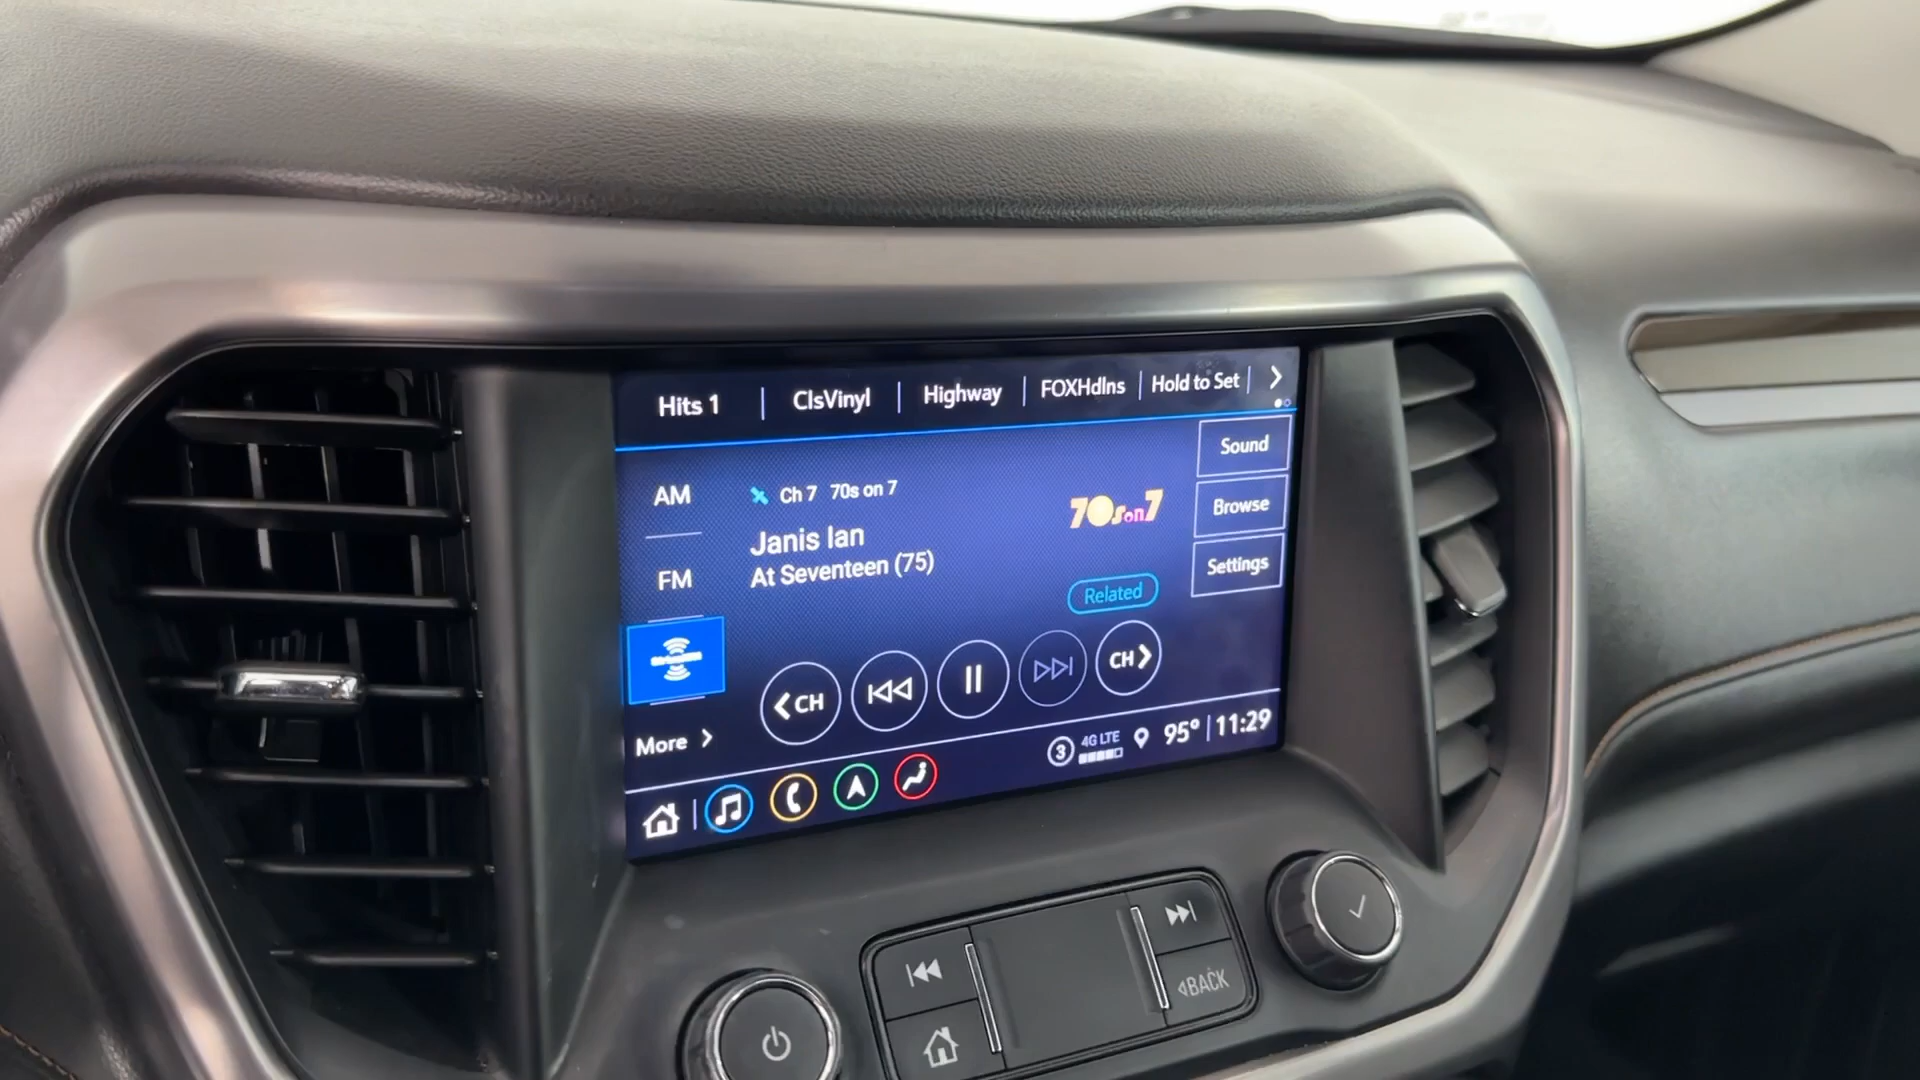 Hits 1 | ClsVinyl | Highway | FOXHdlns | Hold to Set
Sound
AM
Ch 7 70s on 7
70s on 7
Browse
Janis Ian
At Seventeen (75)
FM
Settings
Related
CH
CH
More
3 4G LTE 95° | 11:29
BACK